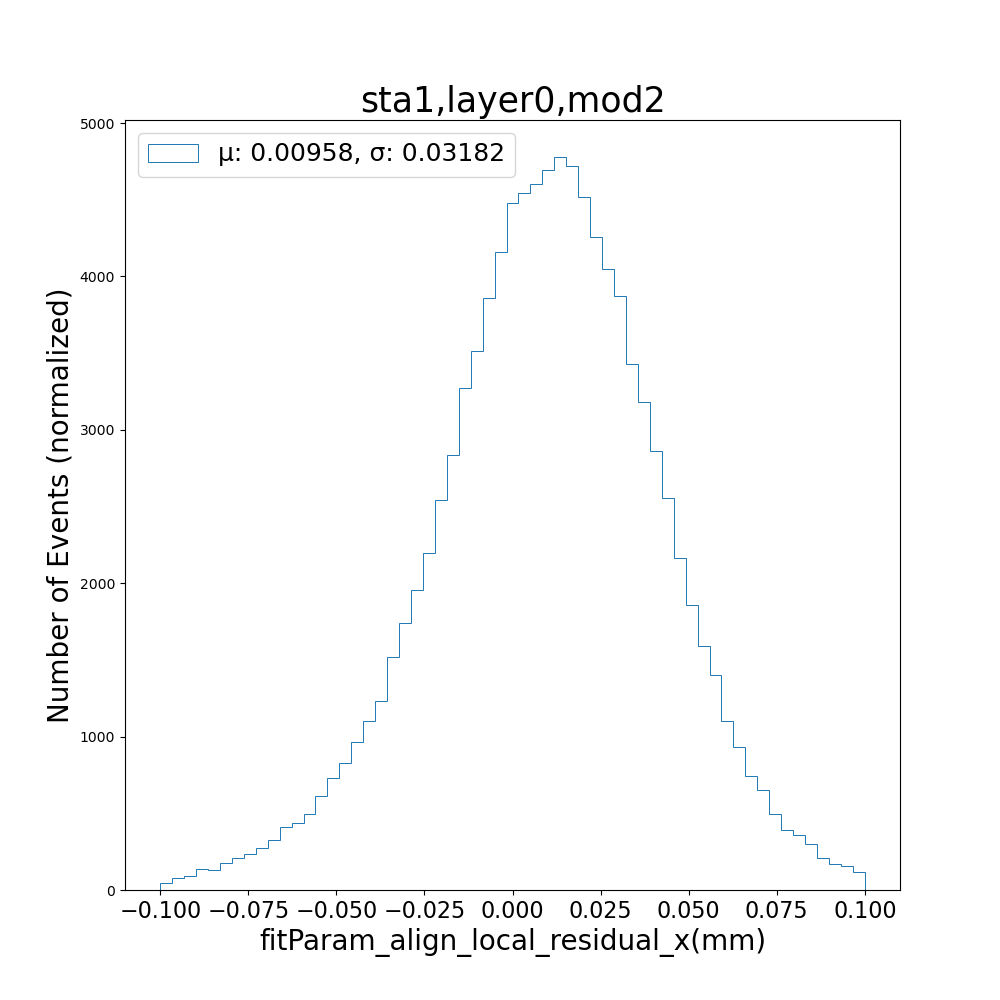 sta1,layer0,mod2
μ: 0.00958, σ: 0.03182
5000
4000
3000
2000
1000
0
Number of Events (normalized)
−0.100 −0.075 −0.050 −0.025 0.000 0.025 0.050 0.075 0.100
fitParam_align_local_residual_x(mm)